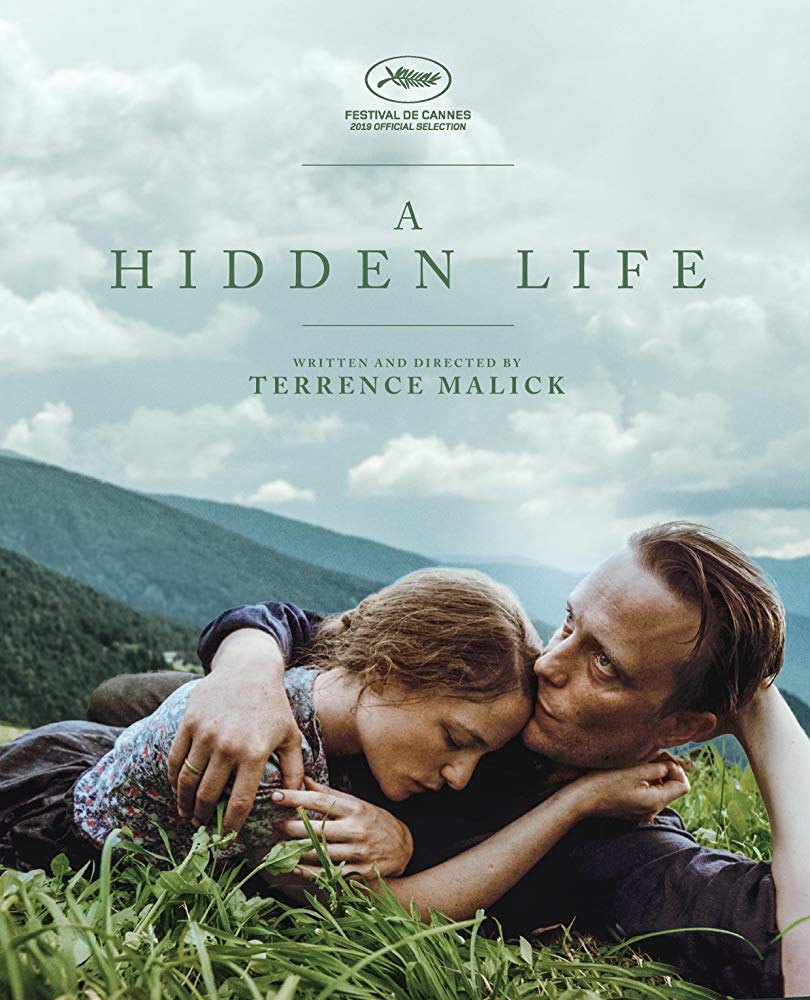 FESTIVAL DE CANNES
2019 OFFICIAL SELECTION
A
HIDDEN LIFE
WRITTEN AND DIRECTED BY
TERRENCE MALICK